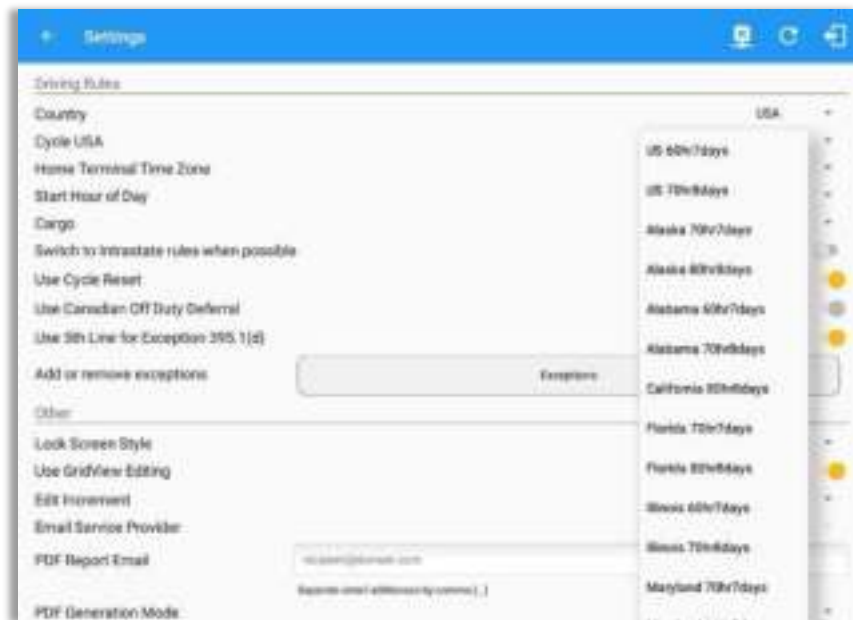 Settings
Driving Rules
Country
USA
Cycle USA
Home Terminal Time Zone
Start Hour of Day
Cargo
Switch to Intrastate rules when possible
Use Cycle Reset
Use Canadian Off Duty Deferral
Use 5th Line for Exception 395.1(d)
Add or remove exceptions
Exceptions
Other
Lock Screen Style
Use GridView Editing
Edit Increment
Email Service Provider
PDF Report Email
Separate email addresses by comma [,]
PDF Generation Mode
US 60hr7days
US 70hr8days
Alaska 70hr7days
Alaska 80hr8days
Alabama 60hr7days
Alabama 70hr8days
California 80hr8days
Florida 70hr7days
Florida 80hr8days
Illinois 60hr7days
Illinois 70hr8days
Maryland 70hr7days